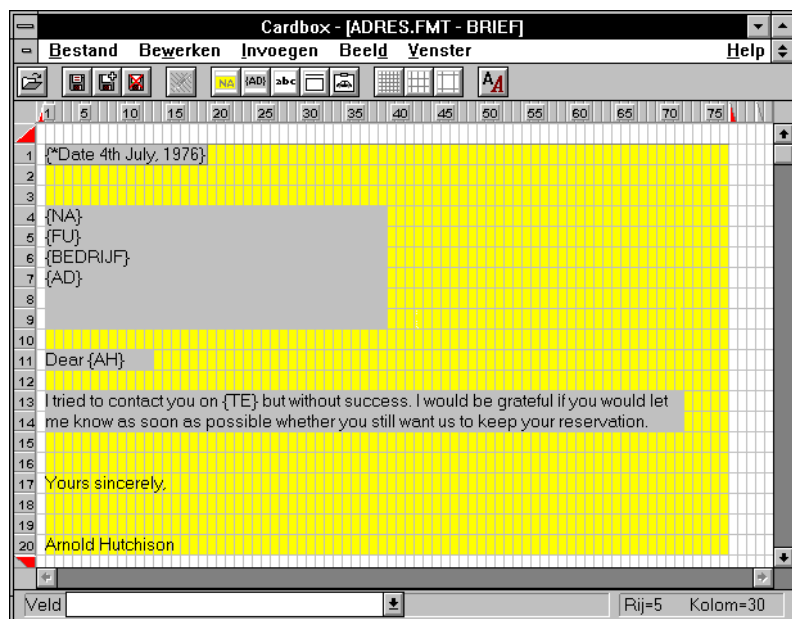 Cardbox - [ADRES.FMT - BRIEF]
Bestand Bewerken Invoegen Beeld Venster Help
NA {AD} abc AA
1 5 10 15 20 25 30 35 40 45 50 55 60 65 70 75
1 {*Date 4th July, 1976}
2
3
4 {NA}
5 {FU}
6 {BEDRIJF}
7 {AD}
8
9
10
11 Dear {AH}
12
13 I tried to contact you on {TE} but without success. I would be grateful if you would let
14 me know as soon as possible whether you still want us to keep your reservation.
15
16
17 Yours sincerely,
18
19
20 Arnold Hutchison
Veld Rij=5 Kolom=30